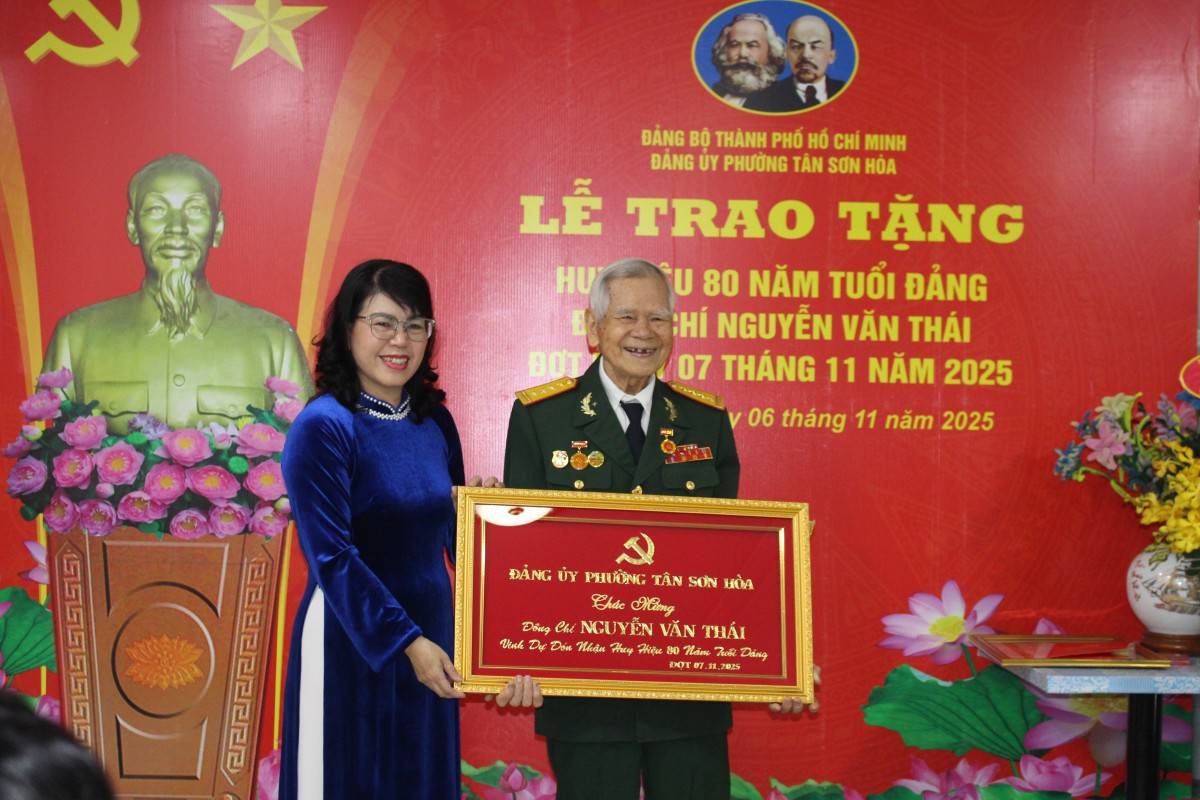 ĐẢNG BỘ THÀNH PHỐ HỒ CHÍ MINH
ĐẢNG ỦY PHƯỜNG TÂN SƠN HÒA
LỄ TRAO TẶNG
80 NĂM TUỔI ĐẢNG
CHÍ NGUYỄN VĂN THÁI
ĐỢT 07 THÁNG 11 NĂM 2025
06 tháng 11 năm 2025
ĐẢNG ỦY PHƯỜNG TÂN SƠN HÒA
Chúc Mừng
Đồng Chí NGUYỄN VĂN THÁI
Vinh Dự Đón Nhận Huy Hiệu 80 Năm Tuổi Đảng
ĐỢT 07.11.2025